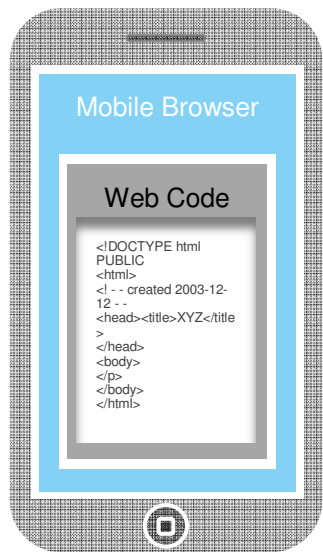 Mobile Browser
Web Code
<!DOCTYPE html
PUBLIC
<html>
<! - - created 2003-12-
12 - -
<head><title>XYZ</title
>
</head>
<body>
</p>
</body>
</html>